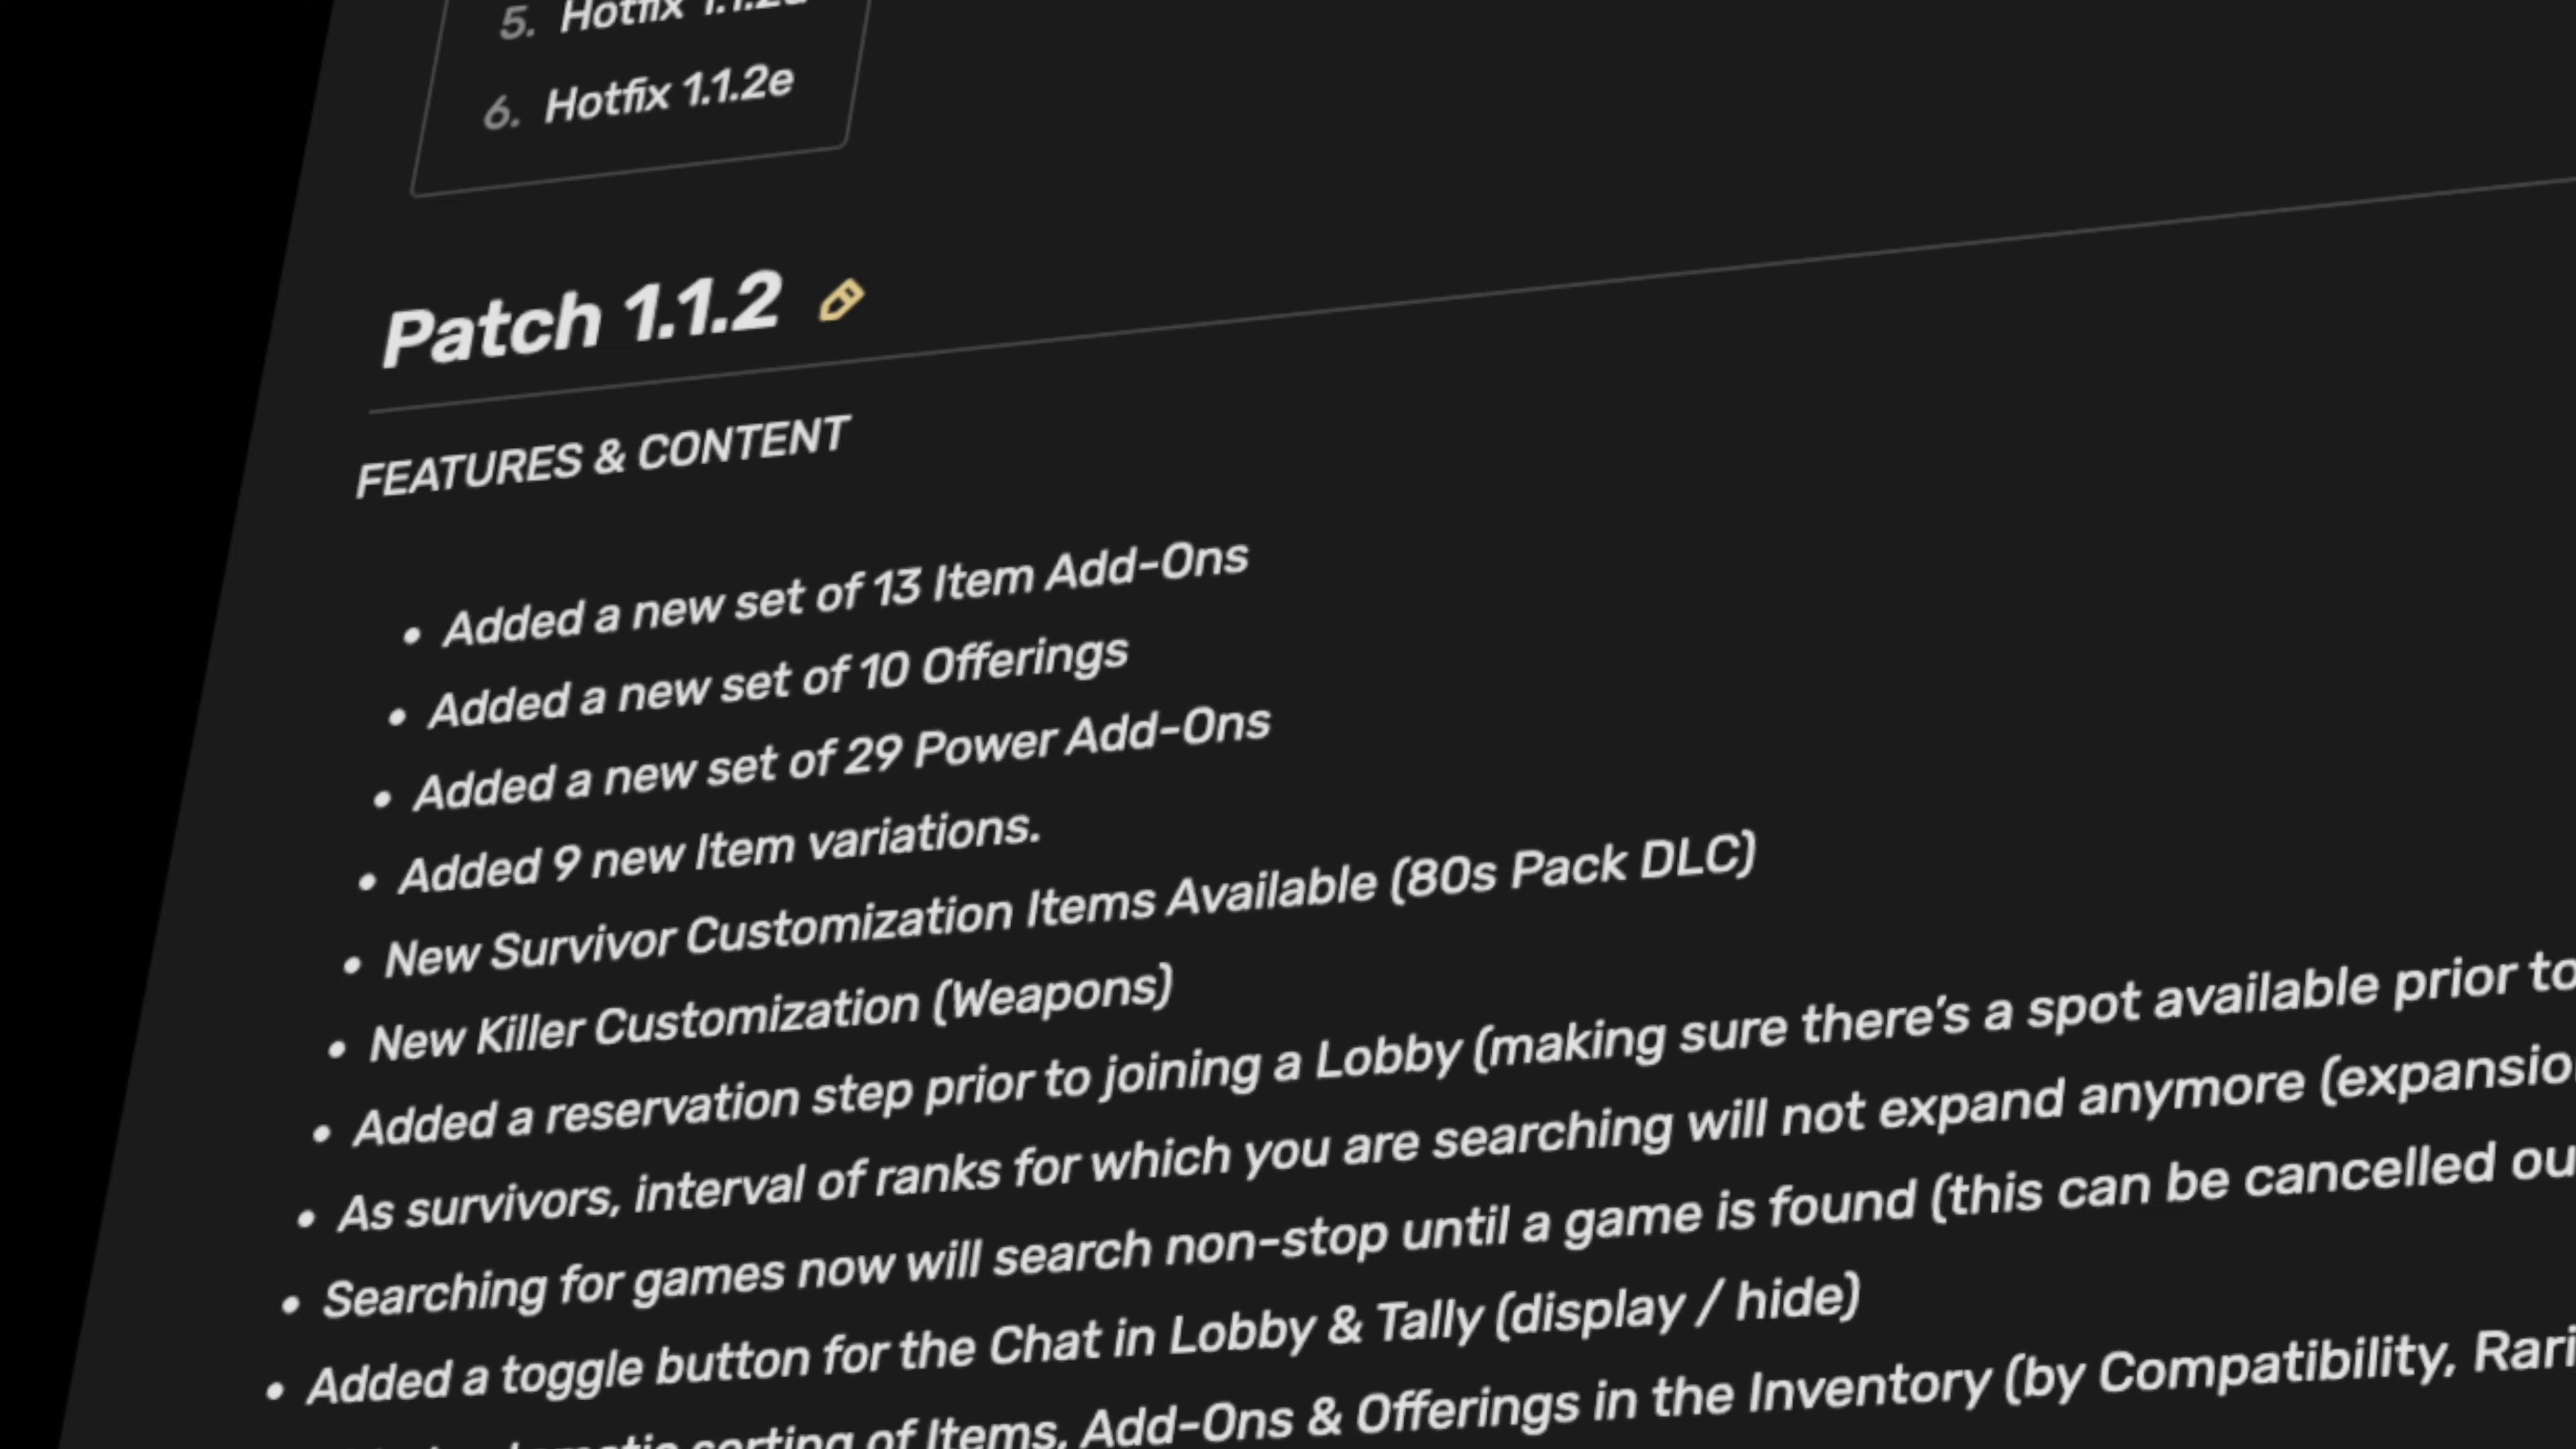 5. Hotfix 1.1.2d
6. Hotfix 1.1.2e
Patch 1.1.2
FEATURES & CONTENT
• Added a new set of 13 Item Add-Ons
• Added a new set of 10 Offerings
• Added a new set of 29 Power Add-Ons
• Added 9 new Item variations.
• New Survivor Customization Items Available (80s Pack DLC)
• New Killer Customization (Weapons)
• Added a reservation step prior to joining a Lobby (making sure there's a spot available prior to
• As survivors, interval of ranks for which you are searching will not expand anymore (expansio
• Searching for games now will search non-stop until a game is found (this can be cancelled ou
• Added a toggle button for the Chat in Lobby & Tally (display / hide)
sorting of Items, Add-Ons & Offerings in the Inventory (by Compatibility, Rari